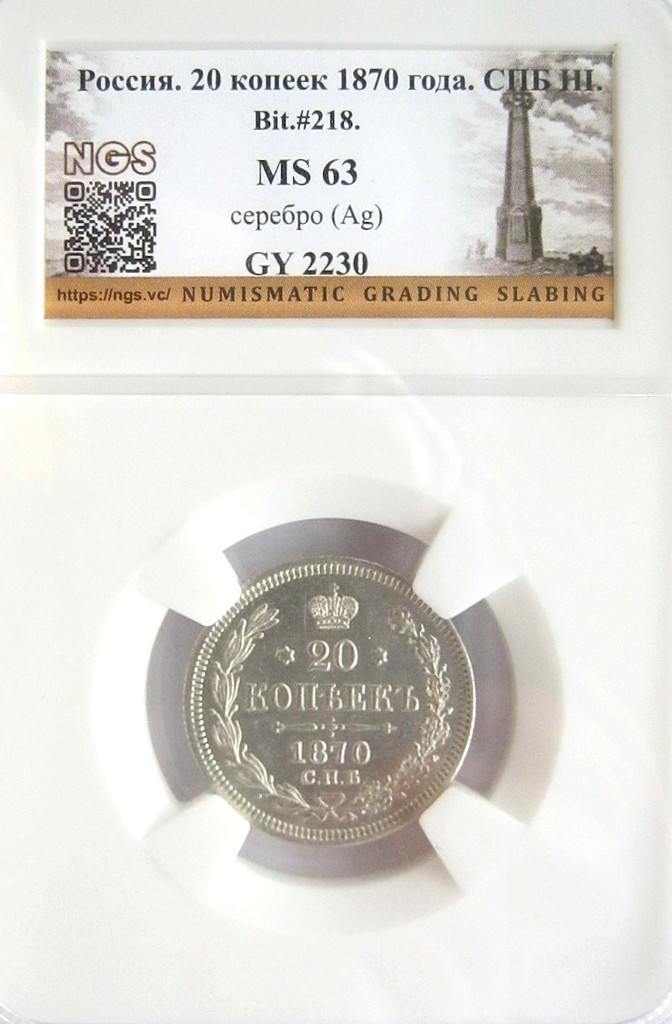 Россия. 20 копеек 1870 года. СПБ HI.
Bit.#218.
NGS
MS 63
серебро (Ag)
GY 2230
https://ngs.vc/ NUMISMATIC GRADING SLABING
20
КОПѢЕКЪ
1870
С.П.Б